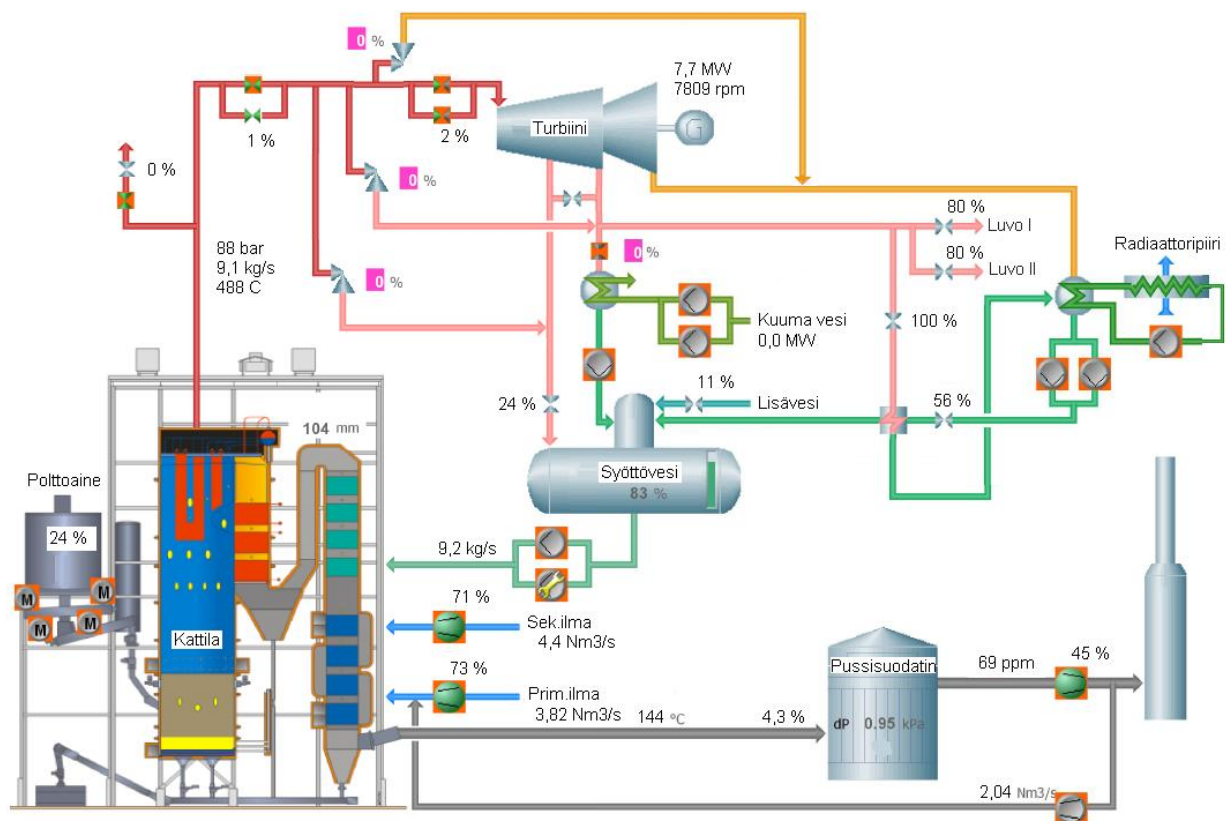 0 %
7,7 MW
7809 rpm
Turbiini
G
1 %
2 %
0 %
0 %
80 %
Luvo I
80 %
Luvo II
Radiaattoripiiri
88 bar
9,1 kg/s
488 C
0 %
0 %
Kuuma vesi
0,0 MW
100 %
24 %
11 %
Lisävesi
56 %
104 mm
Polttoaine
24 %
Syöttövesi
83 %
M
M
M
M
9,2 kg/s
Kattila
71 %
Sek.ilma
4,4 Nm3/s
73 %
Prim.ilma
3,82 Nm3/s
144 °C
4,3 %
Pussisuodatin
dP 0.95 kPa
69 ppm
45 %
2,04 Nm3/s